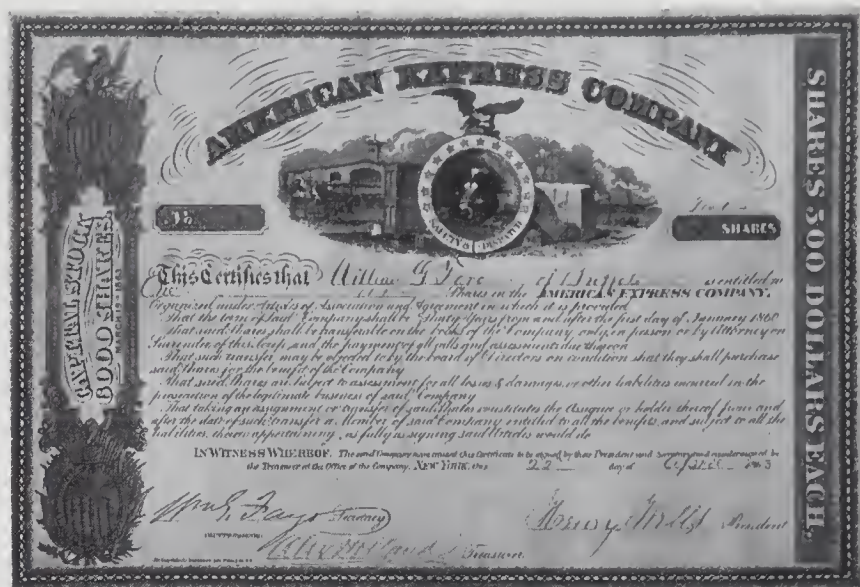 AMERICAN EXPRESS COMPANY
SAFETY & DISPATCH
No.
SHARES
CAPITAL STOCK
6000 SHARES
SHARES 500 DOLLARS EACH.
This Certifies that William G. of Buffalo is entitled to
Shares in the AMERICAN EXPRESS COMPANY.
Organized under Articles of Association and Agreement in which it is provided
That the term of said Company shall be Thirty Years from and after the first day of January 1860
That said Shares shall be transferable on the books of the Company only in person or by Attorney on
Surrender of this Scrip and the payment of all calls and assessments due thereon
That such transfer may be objected to by the board of Directors on condition that they shall purchase
said Shares for the benefit of the Company
That said Shares are subject to assessment for all losses & damages, or other liabilities incurred in the
prosecution of the legitimate business of said Company
That taking an assignment or transfer of said Shares constitutes the Assignee or holder thereof from and
after the date of such transfer a Member of said Company entitled to all the benefits, and subject to all the
liabilities, thereto appertaining, as fully as signing said Articles would do
IN WITNESS WHEREOF. The said Company have caused this Certificate to be signed by their President and Secretary and countersigned by
the Treasurer at the Office of the Company, NEW YORK, this 22 day of
Wm G. Fargo Secretary
Henry Wells President
Holland Treasurer